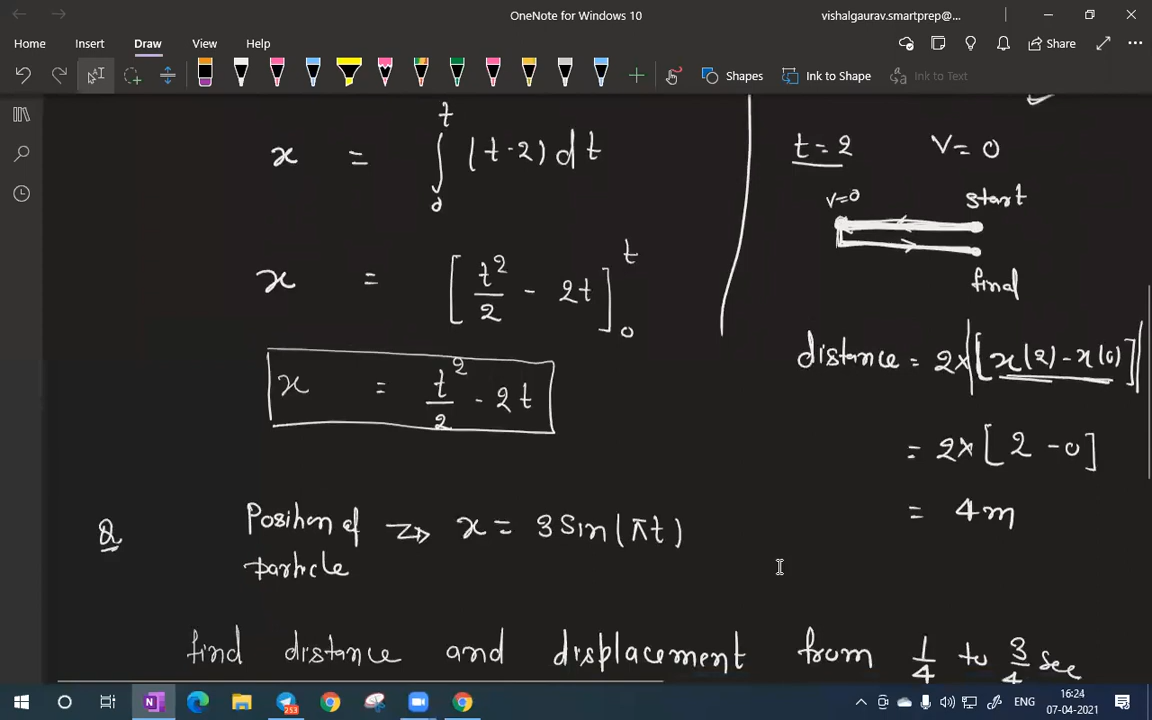 OneNote for Windows 10
vishalgaurav.smartprep@...
Home Insert Draw View Help
Share
Shapes Ink to Shape Ink to Text
x = ∫₀ᵗ (t-2) dt
x = [t²/2 - 2t]₀ᵗ
x = t²/2 - 2t
t = 2 V = 0
v=0 start
final
distance = 2×|[x(2) - x(0)]|
= 2×[2 - 0]
= 4m
Q Position of particle ⇒ x = 3 Sin(πt)
find distance and displacement from 1/4 to 3/4 sec
253
ENG
16:24
07-04-2021